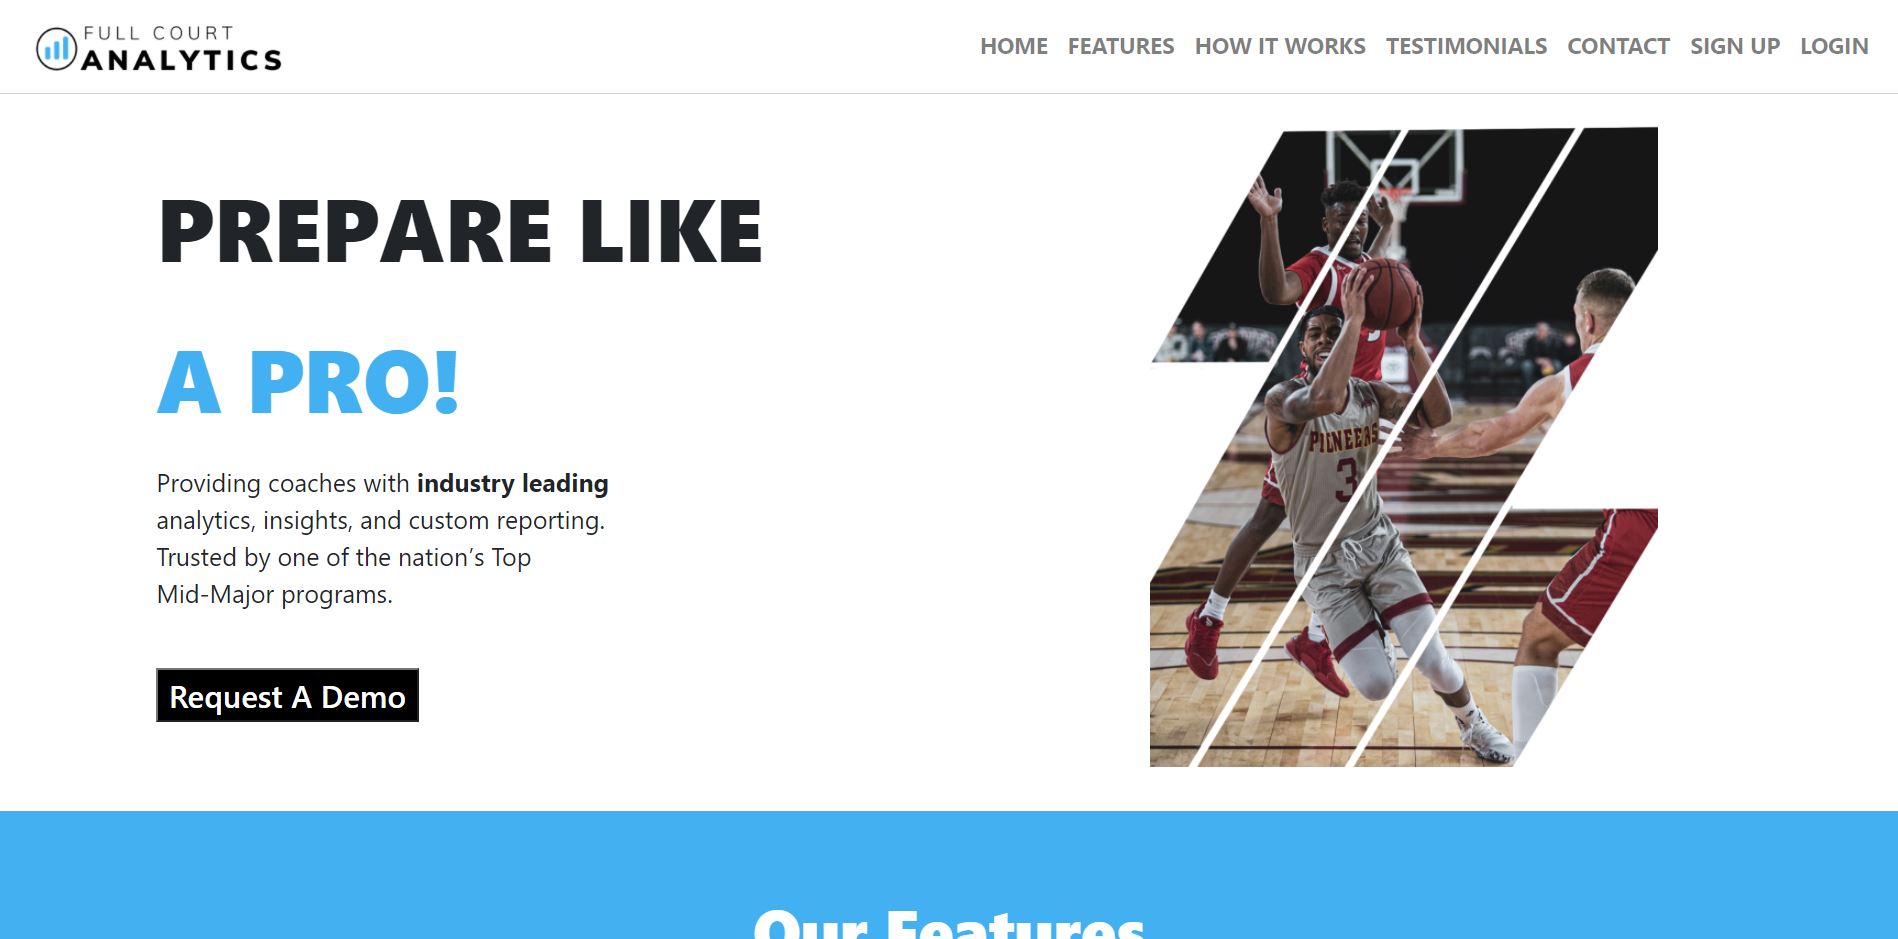 FULL COURT
ANALYTICS
HOME FEATURES HOW IT WORKS TESTIMONIALS CONTACT SIGN UP LOGIN
PREPARE LIKE
A PRO!
Providing coaches with industry leading
analytics, insights, and custom reporting.
Trusted by one of the nation’s Top
Mid-Major programs.
Request A Demo
PIONEERS
3
Our Features